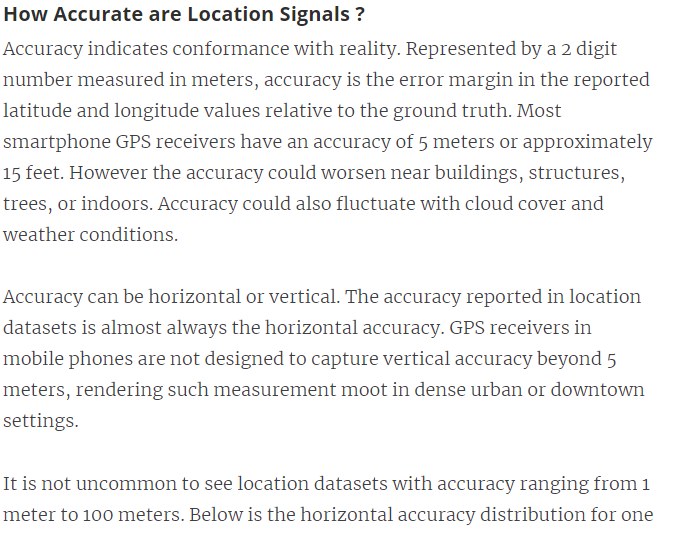 How Accurate are Location Signals ?
Accuracy indicates conformance with reality. Represented by a 2 digit
number measured in meters, accuracy is the error margin in the reported
latitude and longitude values relative to the ground truth. Most
smartphone GPS receivers have an accuracy of 5 meters or approximately
15 feet. However the accuracy could worsen near buildings, structures,
trees, or indoors. Accuracy could also fluctuate with cloud cover and
weather conditions.
Accuracy can be horizontal or vertical. The accuracy reported in location
datasets is almost always the horizontal accuracy. GPS receivers in
mobile phones are not designed to capture vertical accuracy beyond 5
meters, rendering such measurement moot in dense urban or downtown
settings.
It is not uncommon to see location datasets with accuracy ranging from 1
meter to 100 meters. Below is the horizontal accuracy distribution for one